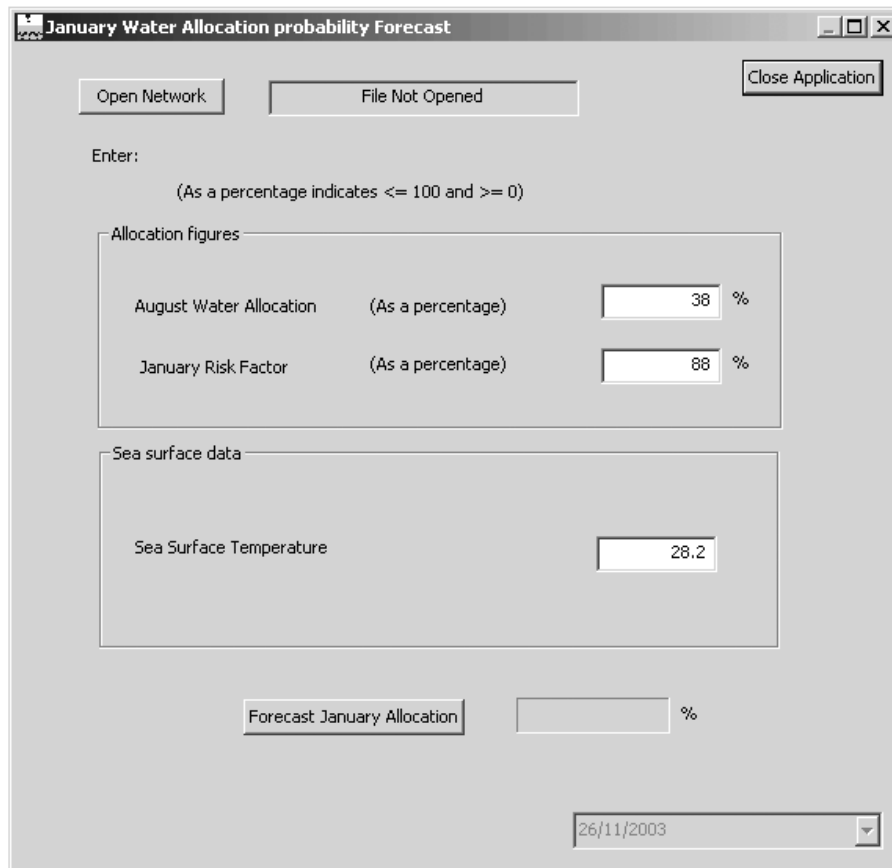 January Water Allocation probability Forecast
Close Application
Open Network File Not Opened
Enter:
(As a percentage indicates <= 100 and >= 0)
Allocation figures
August Water Allocation (As a percentage) 38 %
January Risk Factor (As a percentage) 88 %
Sea surface data
Sea Surface Temperature 28.2
Forecast January Allocation %
26/11/2003